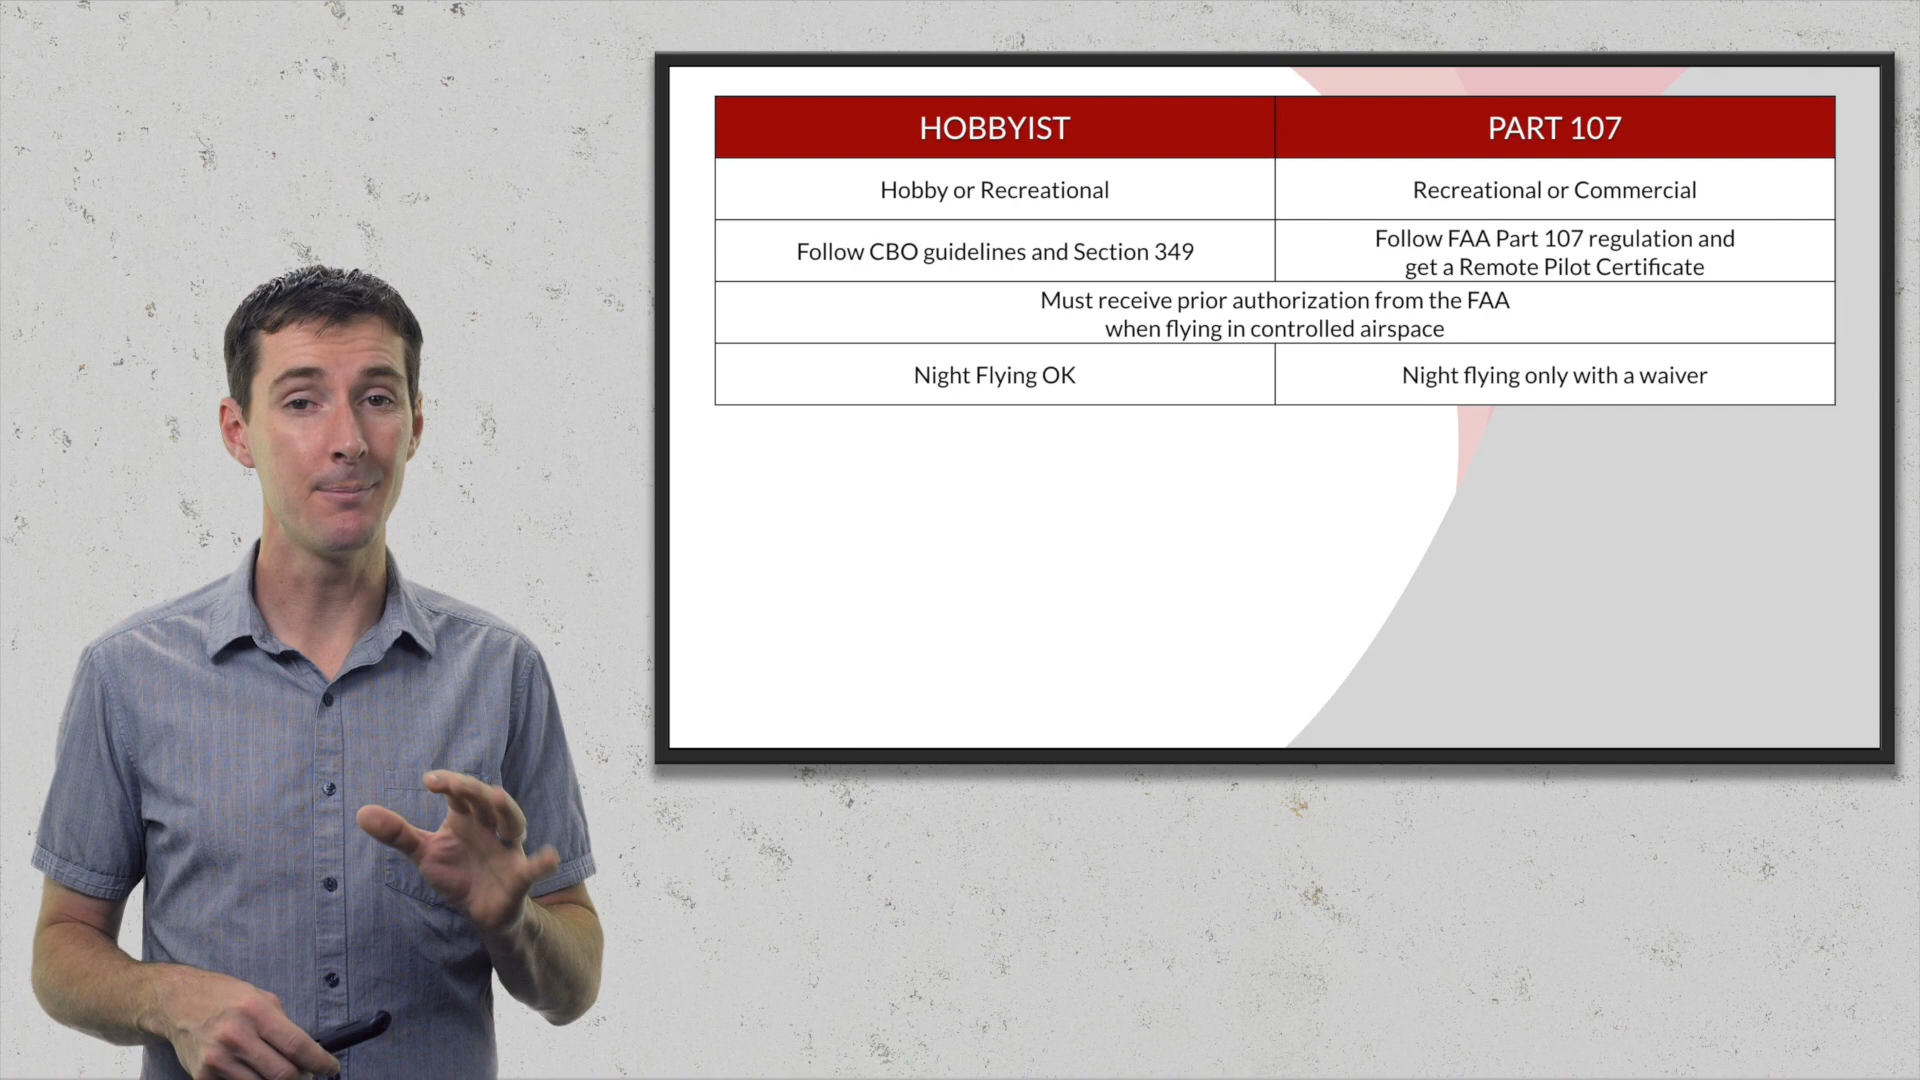 HOBBYIST
PART 107
Hobby or Recreational
Recreational or Commercial
Follow CBO guidelines and Section 349
Follow FAA Part 107 regulation and
get a Remote Pilot Certificate
Must receive prior authorization from the FAA
when flying in controlled airspace
Night Flying OK
Night flying only with a waiver